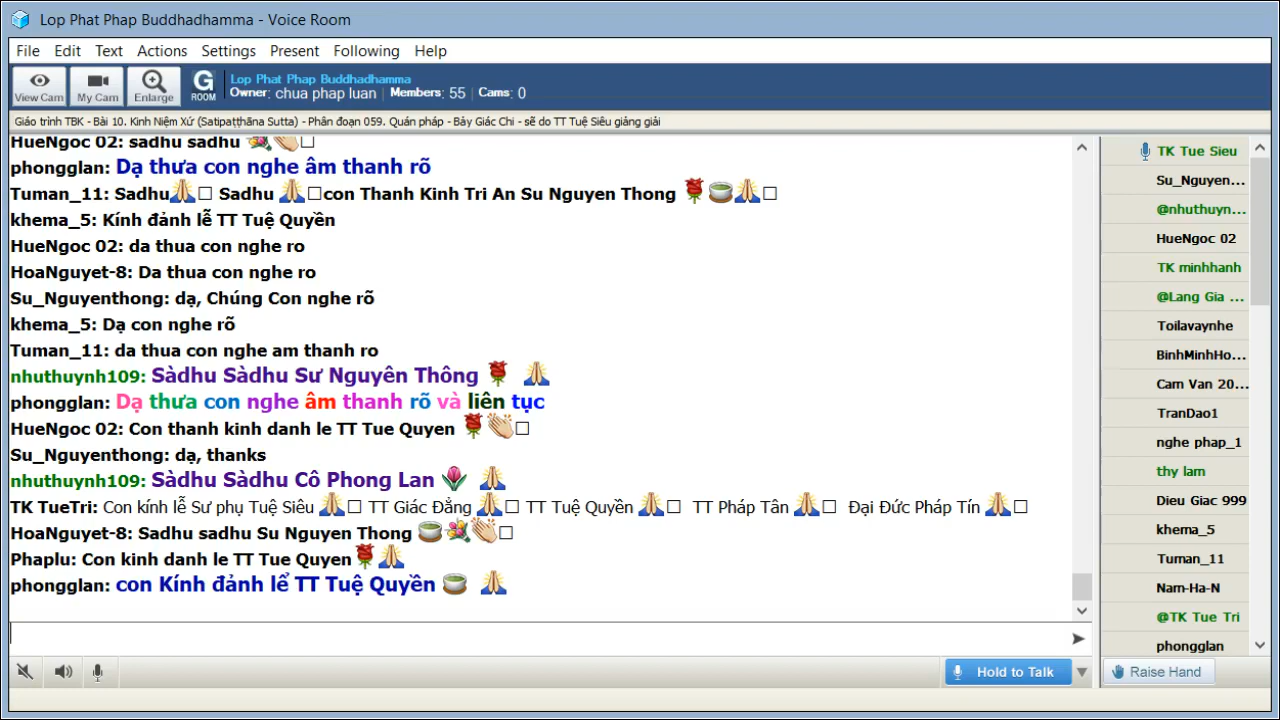 Lop Phat Phap Buddhadhamma - Voice Room
File Edit Text Actions Settings Present Following Help
View Cam My Cam Enlarge G ROOM
Lop Phat Phap Buddhadhamma
Owner: chua phap luan | Members: 55 | Cams: 0
Giáo trình TBK - Bài 10. Kinh Niệm Xứ (Satipaṭṭhāna Sutta) - Phân đoạn 059. Quán pháp - Bảy Giác Chi - sẽ do TT Tuệ Siêu giảng giải
HueNgoc 02: sadhu sadhu 💐👏□
phongglan: Dạ thưa con nghe âm thanh rõ
Tuman_11: Sadhu🙏□ Sadhu 🙏□con Thanh Kinh Tri An Su Nguyen Thong 🌹🍵🙏□
khema_5: Kính đảnh lễ TT Tuệ Quyền
HueNgoc 02: da thua con nghe ro
HoaNguyet-8: Da thua con nghe ro
Su_Nguyenthong: dạ, Chúng Con nghe rõ
khema_5: Dạ con nghe rõ
Tuman_11: da thua con nghe am thanh ro
nhuthuynh109: Sàdhu Sàdhu Sư Nguyên Thông 🌹 🙏
phongglan: Dạ thưa con nghe âm thanh rõ và liên tục
HueNgoc 02: Con thanh kinh danh le TT Tue Quyen 🌹👏□
Su_Nguyenthong: dạ, thanks
nhuthuynh109: Sàdhu Sàdhu Cô Phong Lan 🌷 🙏
TK TueTri: Con kính lễ Sư phụ Tuệ Siêu 🙏□ TT Giác Đẳng 🙏□ TT Tuệ Quyền 🙏□ TT Pháp Tân 🙏□ Đại Đức Pháp Tín 🙏□
HoaNguyet-8: Sadhu sadhu Su Nguyen Thong 🍵💐👏□
Phaplu: Con kinh danh le TT Tue Quyen🌹🙏
phongglan: con Kính đảnh lể TT Tuệ Quyền 🍵 🙏
Hold to Talk
TK Tue Sieu
Su_Nguyen...
@nhuthuyn...
HueNgoc 02
TK minhhanh
@Lang Gia ...
Toilavaynhe
BinhMinhHo...
Cam Van 20...
TranDao1
nghe phap_1
thy lam
Dieu Giac 999
khema_5
Tuman_11
Nam-Ha-N
@TK Tue Tri
phongglan
Raise Hand